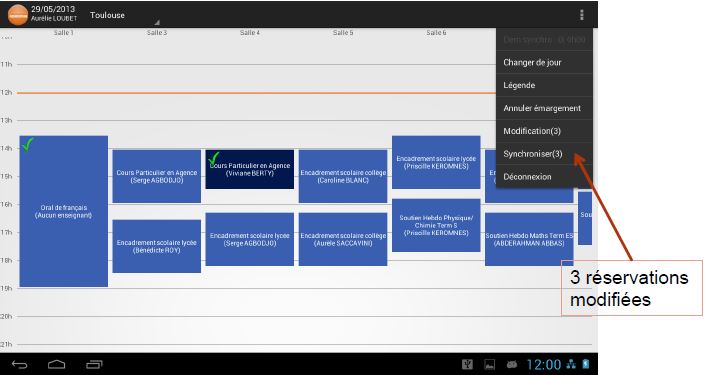 29/05/2013
Aurélie LOUBET
Toulouse
Salle 1
Salle 3
Salle 4
Salle 5
Salle 6
Changer de jour
Légende
Annuler émargement
Modification(3)
Synchroniser(3)
Déconnexion
11h
12h
13h
14h
15h
16h
17h
18h
19h
20h
21h
Oral de français
(Aucun enseignant)
Cours Particulier en Agence
(Serge AGBODJO)
Cours Particulier en Agence
(Viviane BERTY)
Encadrement scolaire collège
(Caroline BLANC)
Encadrement scolaire lycée
(Priscille KEROMNES)
Encadrement scolaire lycée
(Bénédicte ROY)
Encadrement scolaire lycée
(Serge AGBODJO)
Encadrement scolaire collège
(Aurèle SACCAVINI)
Soutien Hebdo Physique/
Chimie Term S
(Priscille KEROMNES)
Soutien Hebdo Maths Term ES
(ABDERAHMAN ABBAS)
Sou
3 réservations
modifiées
12:00